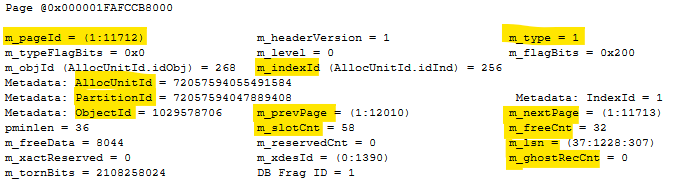 Page @0x000001FAFCCB8000
m_pageId = (1:11712) m_headerVersion = 1 m_type = 1
m_typeFlagBits = 0x0 m_level = 0 m_flagBits = 0x200
m_objId (AllocUnitId.idObj) = 268 m_indexId (AllocUnitId.idInd) = 256
Metadata: AllocUnitId = 72057594055491584
Metadata: PartitionId = 72057594047889408 Metadata: IndexId = 1
Metadata: ObjectId = 1029578706 m_prevPage = (1:12010) m_nextPage = (1:11713)
pminlen = 36 m_slotCnt = 58 m_freeCnt = 32
m_freeData = 8044 m_reservedCnt = 0 m_lsn = (37:1228:307)
m_xactReserved = 0 m_xdesId = (0:1390) m_ghostRecCnt = 0
m_tornBits = 2108258024 DB Frag ID = 1